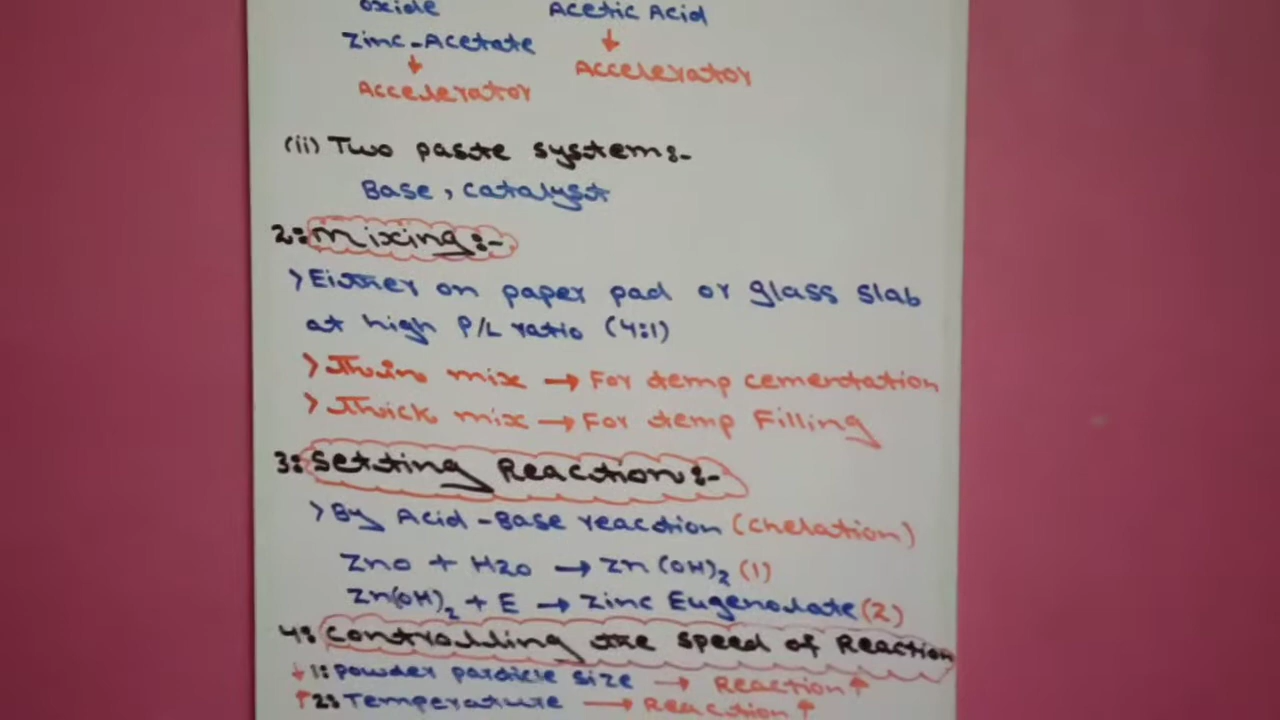 oxide Acetic Acid
Zinc-Acetate ↓
↓ Accelerator
Accelerator
(ii) Two paste system:-
Base, catalyst
2: Mixing:-
> Either on paper pad or glass slab
at high P/L ratio (4:1)
> Thin mix → For temp cementation
> Thick mix → For temp Filling
3: Setting Reaction:-
> By Acid-Base reaction (Chelation)
ZnO + H2O → Zn(OH)₂ (1)
Zn(OH)₂ + E → Zinc Eugenolate (2)
4: Controlling the speed of Reaction
↓ 1: Powder particle size → Reaction ↑
↑ 2: Temperature → Reaction ↑